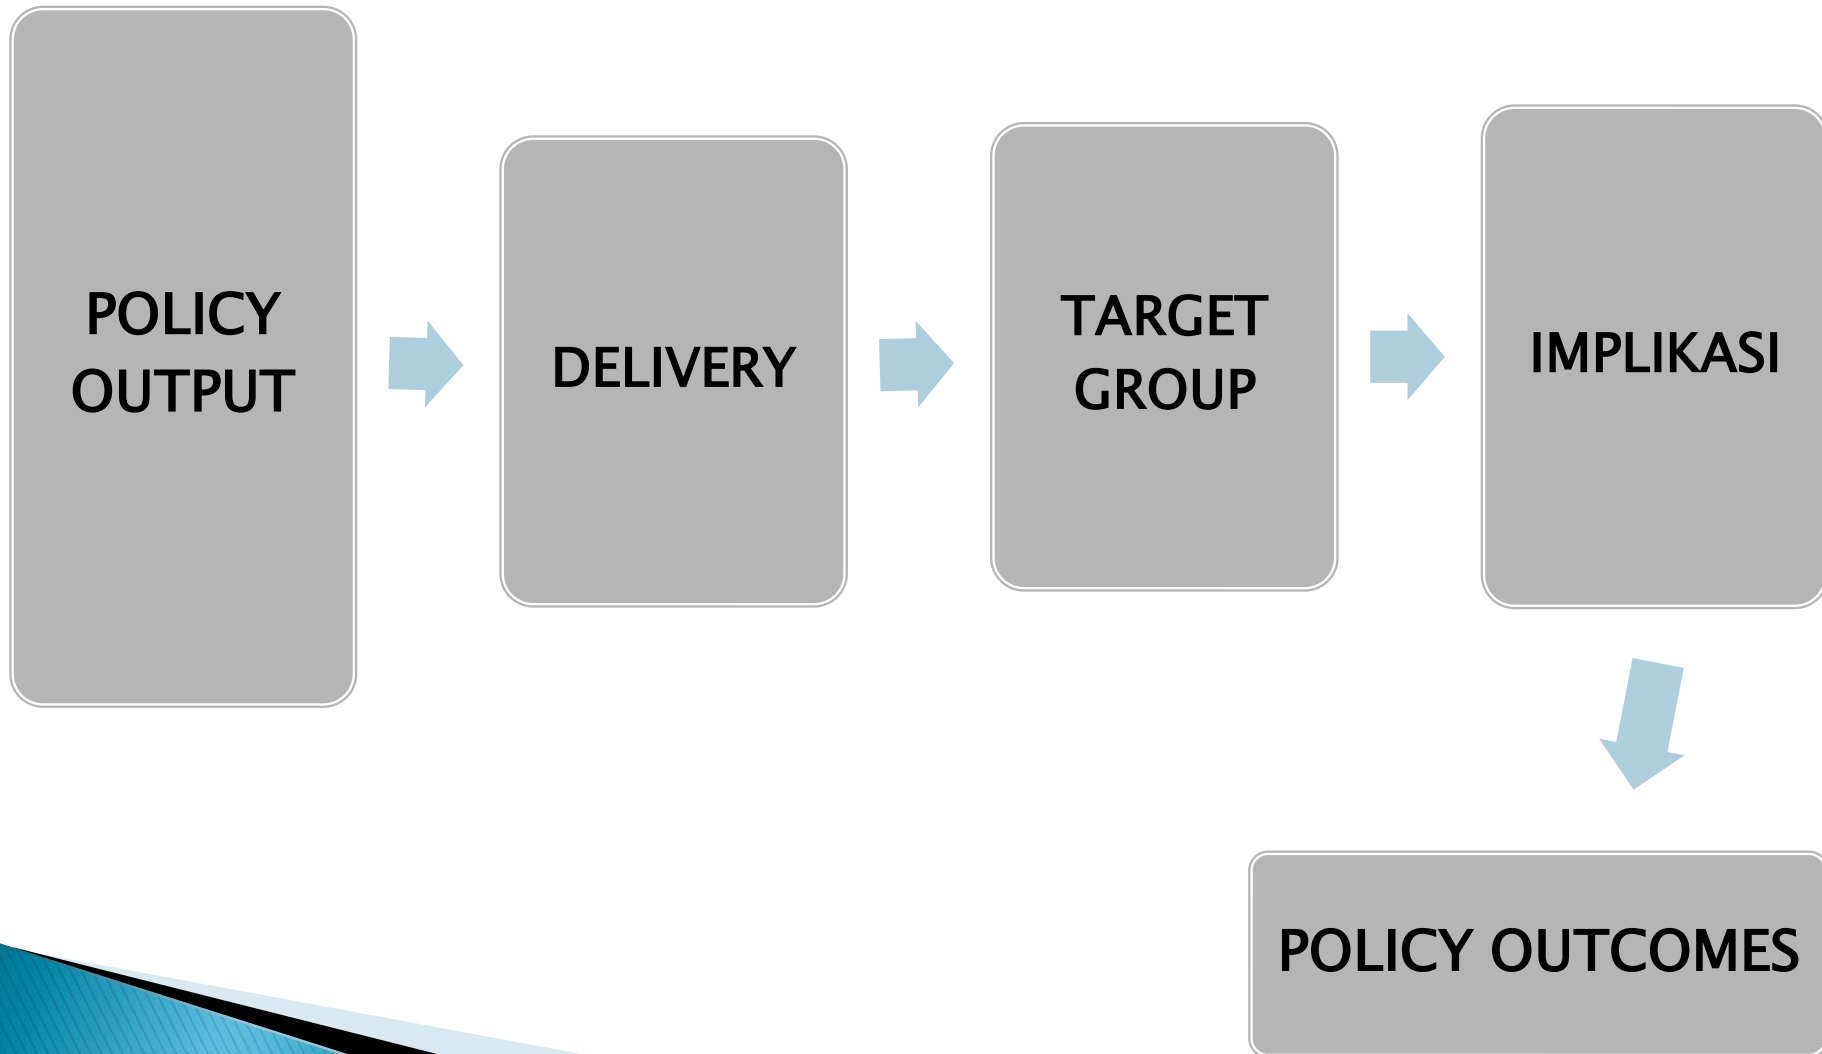 POLICY
OUTPUT
DELIVERY
TARGET
GROUP
IMPLIKASI
POLICY OUTCOMES